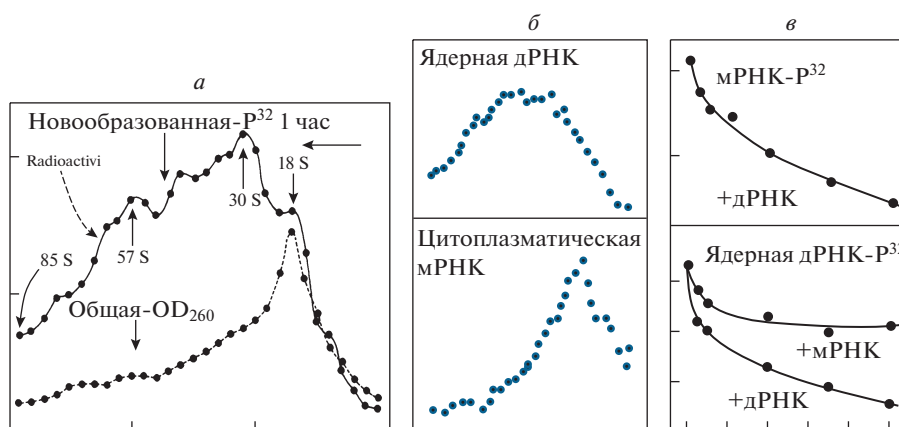 а
Новообразованная-P³² 1 час
Radioactivi
18 S
30 S
57 S
85 S
Общая-OD₂₆₀
б
Ядерная дРНК
Цитоплазматическая
мРНК
в
мРНК-P³²
+дРНК
Ядерная дРНК-P³²
+мРНК
+дРНК